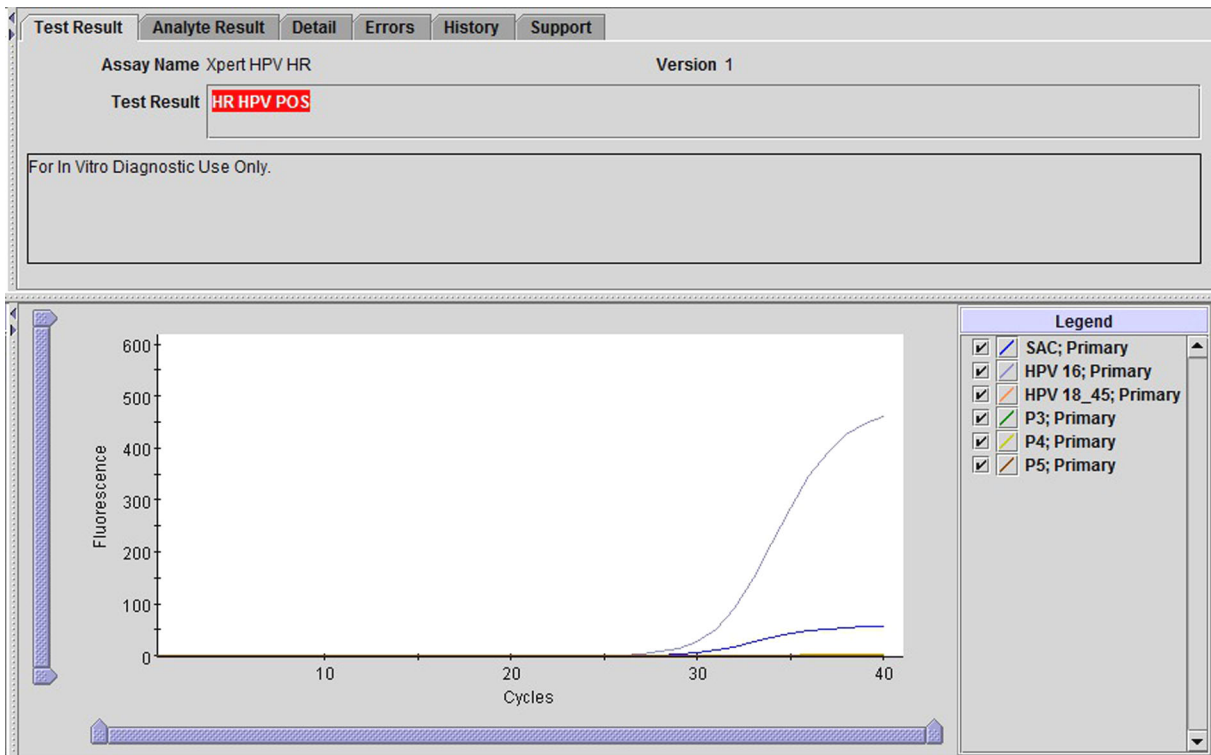 Test Result Analyte Result Detail Errors History Support
Assay Name Xpert HPV HR Version 1
Test Result HR HPV POS
For In Vitro Diagnostic Use Only.
600
500
400
300
200
100
0
Fluorescence
10 20 30 40
Cycles
Legend
SAC; Primary
HPV 16; Primary
HPV 18_45; Primary
P3; Primary
P4; Primary
P5; Primary